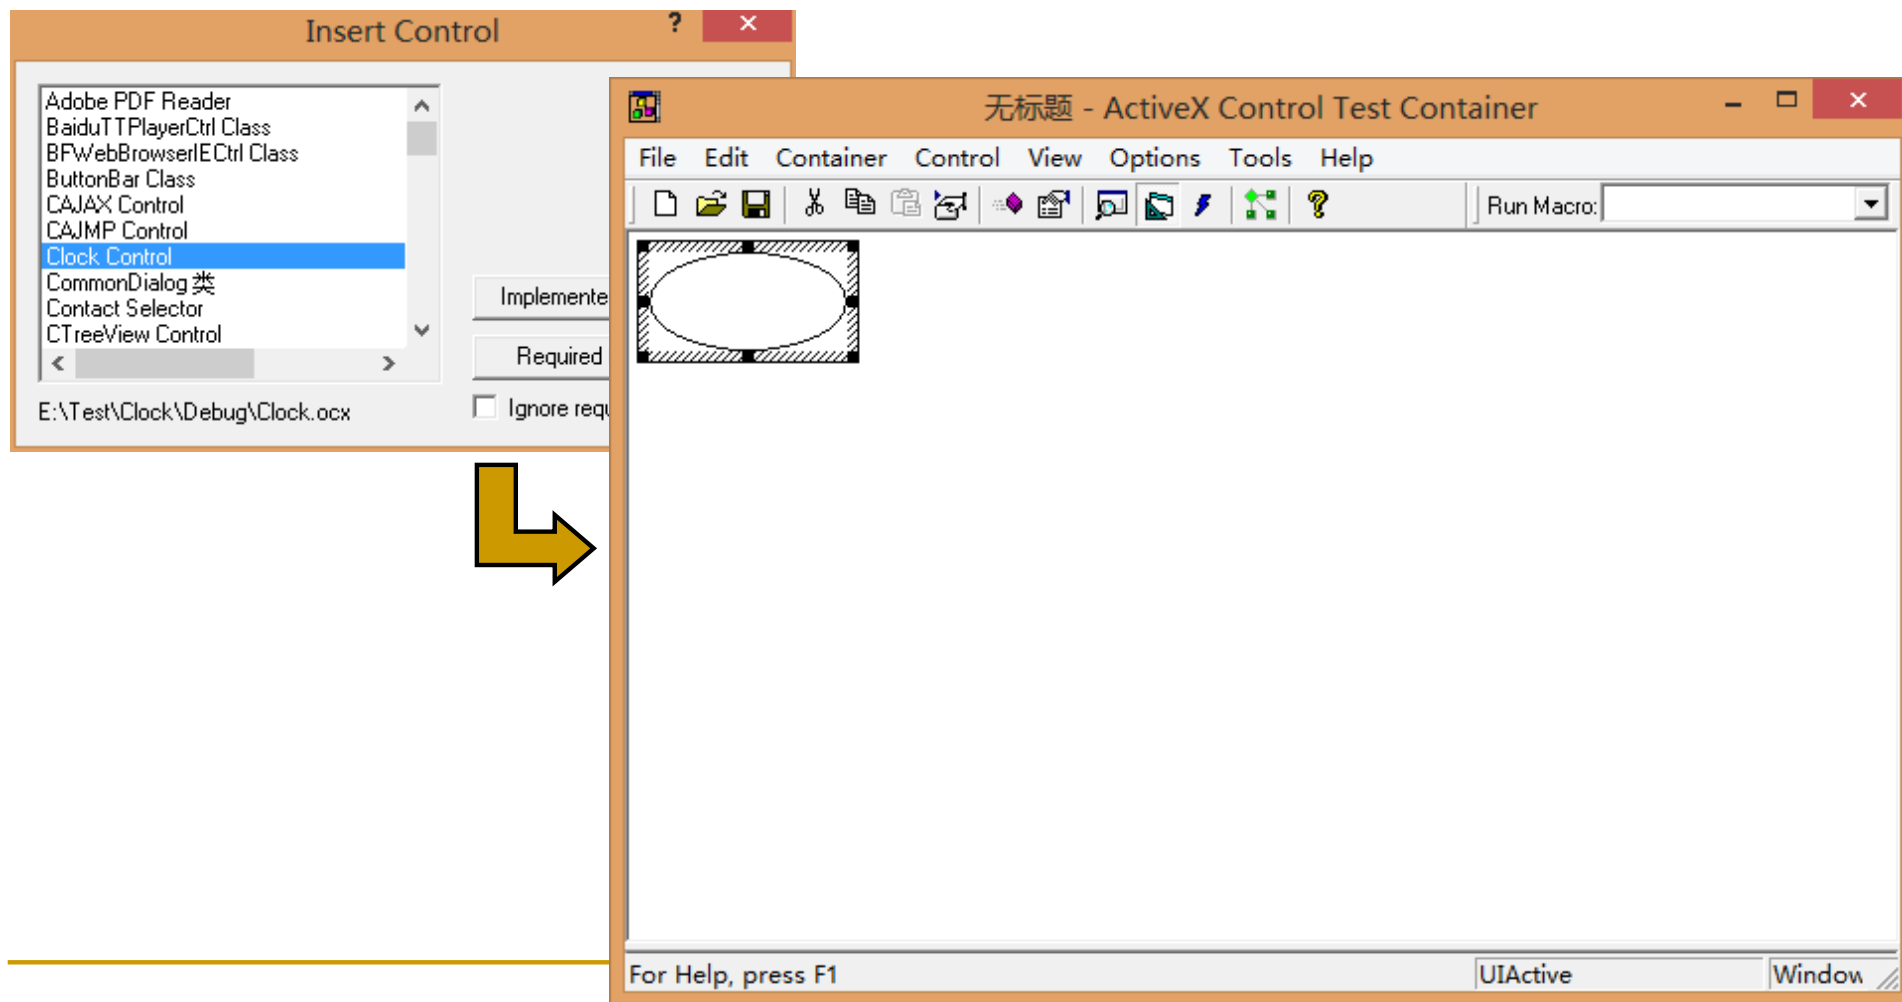 Insert Control
Adobe PDF Reader
BaiduTTPlayerCtrl Class
BFWebBrowserIECtrl Class
ButtonBar Class
CAJAX Control
CAJMP Control
Clock Control
CommonDialog 类
Contact Selector
CTreeView Control
E:\Test\Clock\Debug\Clock.ocx
Implemente
Required
Ignore requ
无标题 - ActiveX Control Test Container
File Edit Container Control View Options Tools Help
Run Macro:
For Help, press F1
UIActive
Window